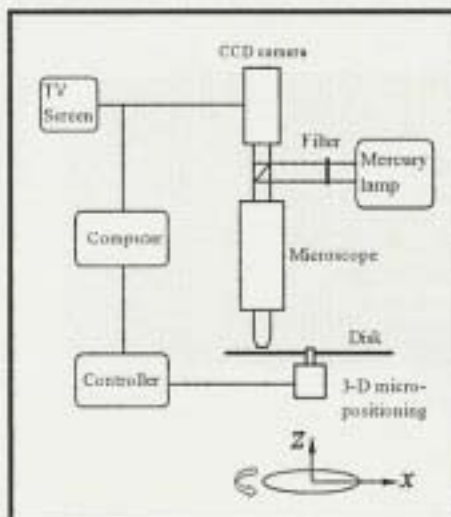 CCD camera
TV
Screen
Filter
Mercury
lamp
Computer
Microscope
Disk
Controller
3-D micro-
positioning
Z
x